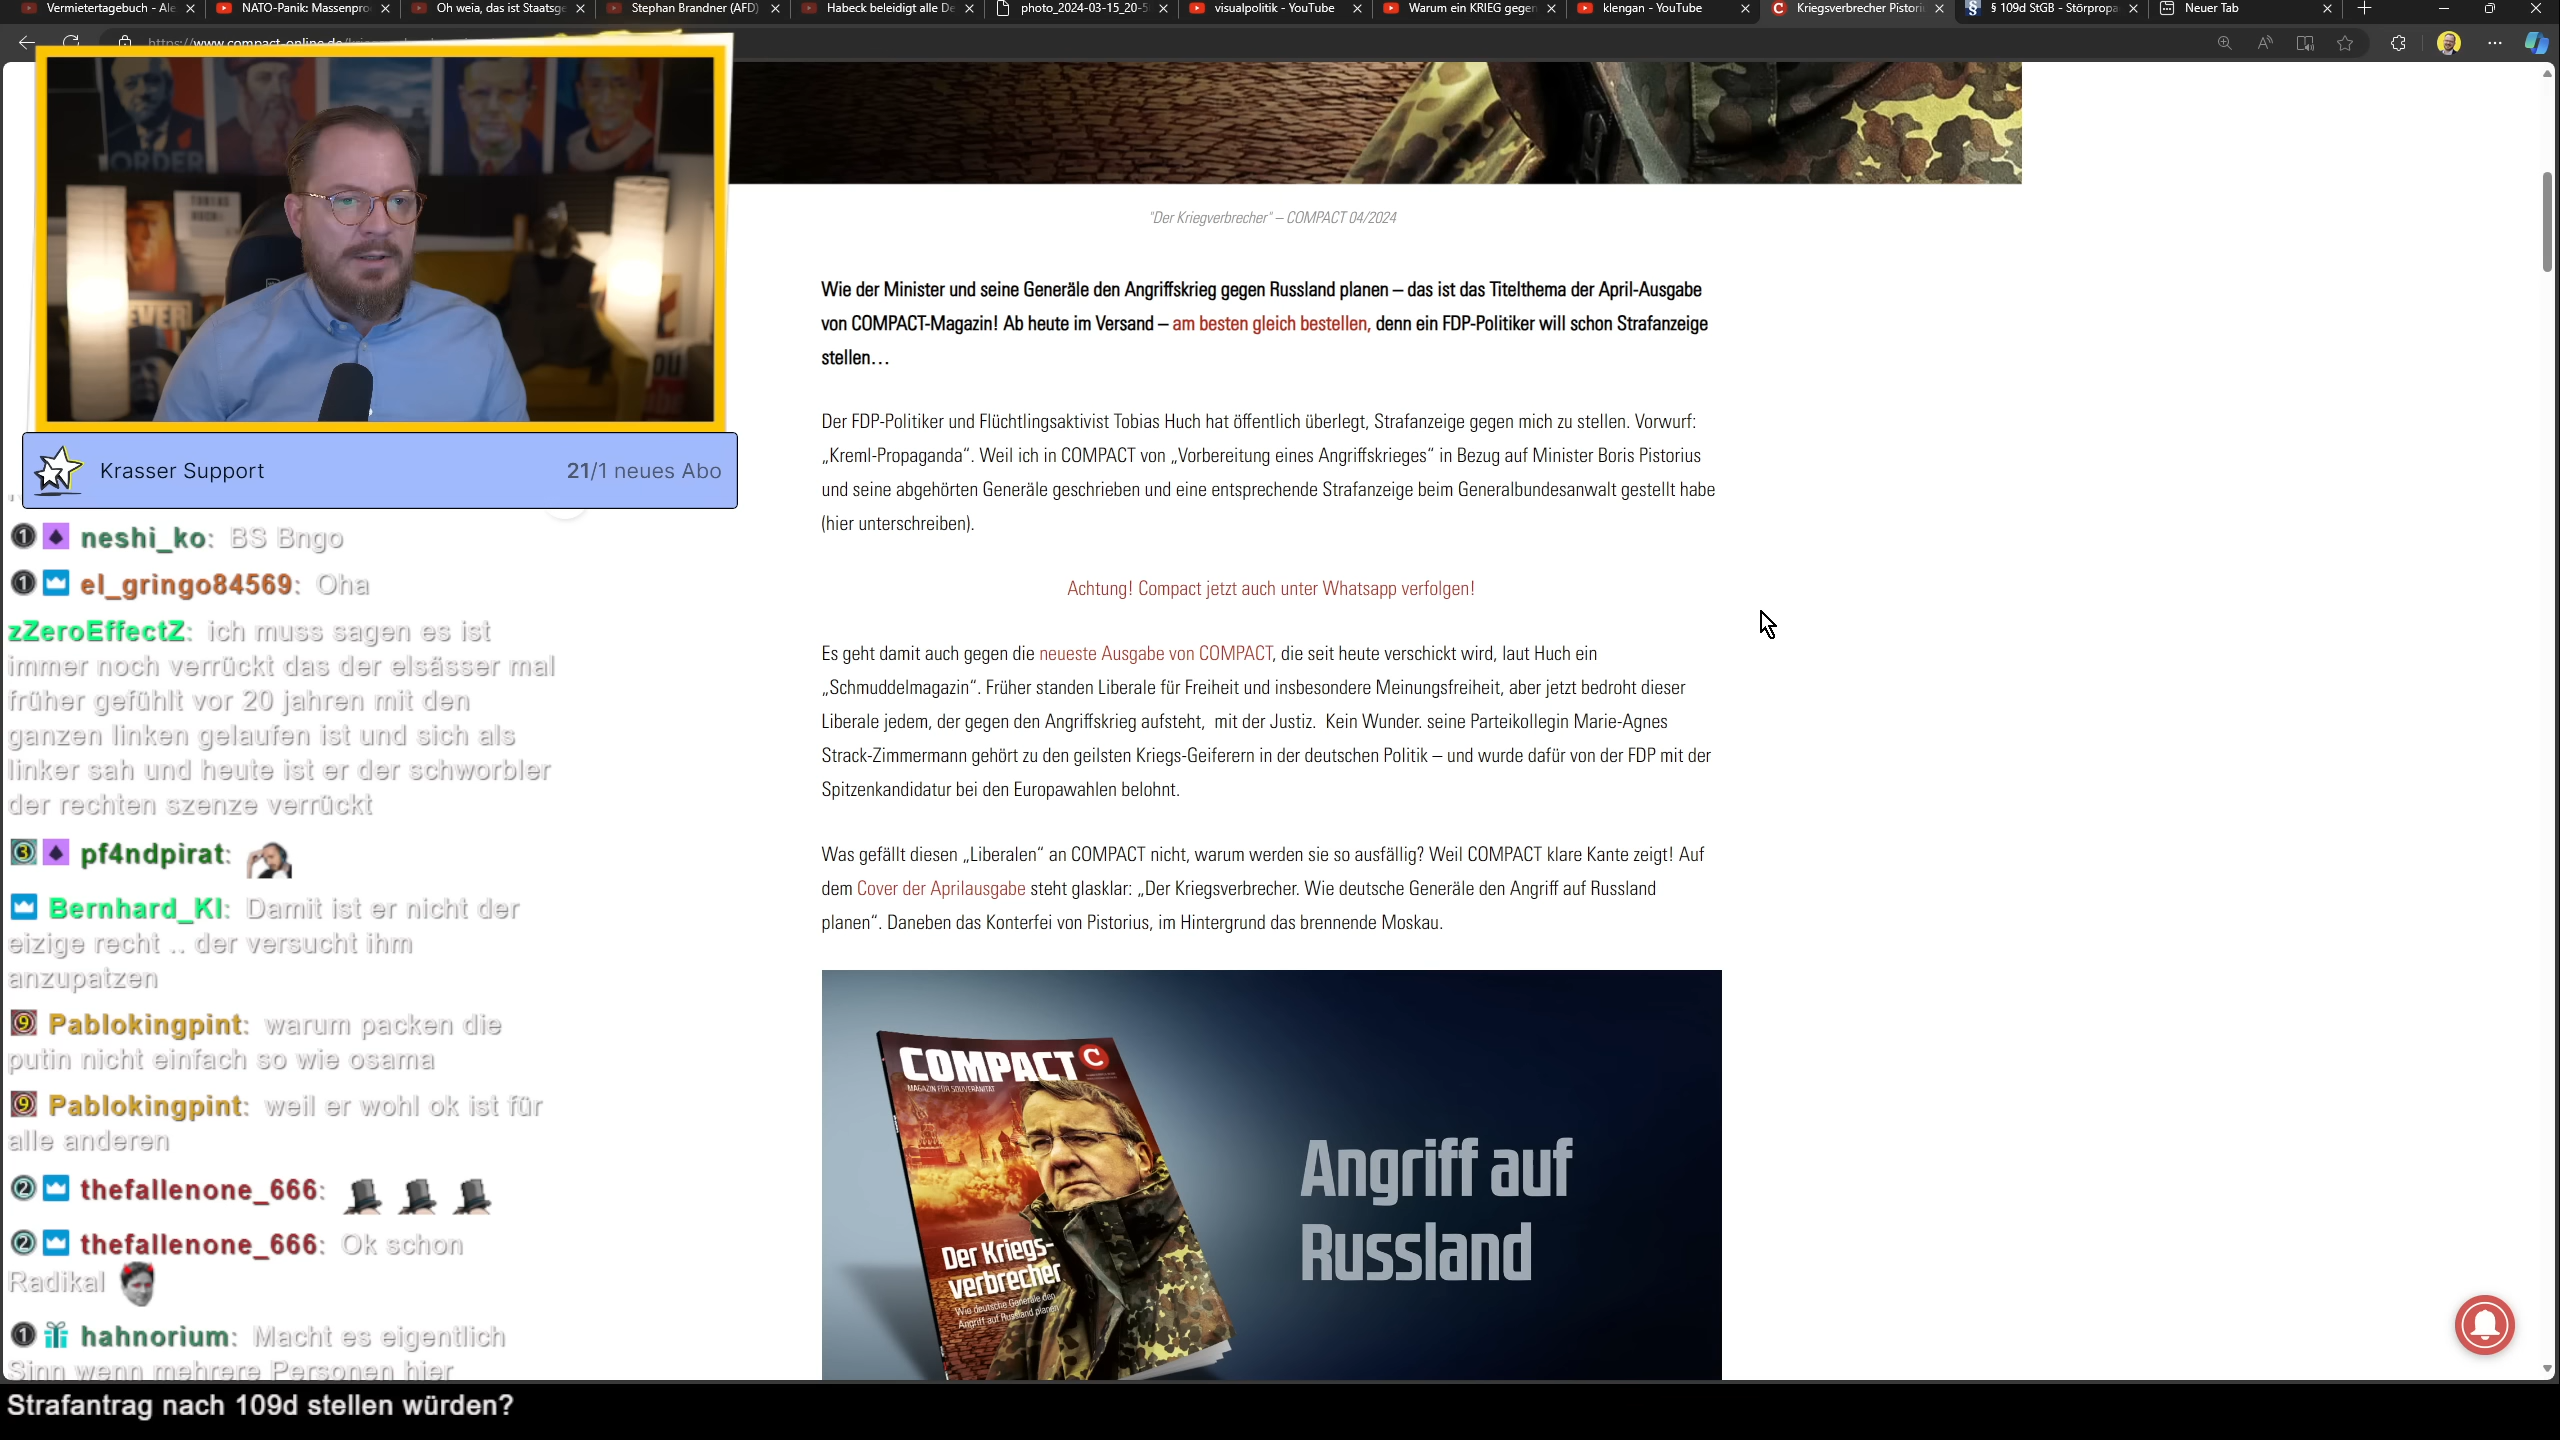 Vermietertagebuch - Ale
NATO-Panik: Massenpro
Oh weia, das ist Staatsge
Stephan Brandner (AFD)
Habeck beleidigt alle De
photo_2024-03-15_20-5
visualpolitik - YouTube
Warum ein KRIEG gegen
klengan - YouTube
Kriegsverbrecher Pistori
§ 109d StGB - Störpropa
Neuer Tab
"Der Kriegverbrecher" – COMPACT 04/2024
Wie der Minister und seine Generäle den Angriffskrieg gegen Russland planen – das ist das Titelthema der April-Ausgabe
von COMPACT-Magazin! Ab heute im Versand – am besten gleich bestellen, denn ein FDP-Politiker will schon Strafanzeige
stellen…
Der FDP-Politiker und Flüchtlingsaktivist Tobias Huch hat öffentlich überlegt, Strafanzeige gegen mich zu stellen. Vorwurf:
„Kreml-Propaganda“. Weil ich in COMPACT von „Vorbereitung eines Angriffskrieges“ in Bezug auf Minister Boris Pistorius
und seine abgehörten Generäle geschrieben und eine entsprechende Strafanzeige beim Generalbundesanwalt gestellt habe
(hier unterschreiben).
Achtung! Compact jetzt auch unter Whatsapp verfolgen!
Es geht damit auch gegen die neueste Ausgabe von COMPACT, die seit heute verschickt wird, laut Huch ein
„Schmuddelmagazin“. Früher standen Liberale für Freiheit und insbesondere Meinungsfreiheit, aber jetzt bedroht dieser
Liberale jedem, der gegen den Angriffskrieg aufsteht, mit der Justiz. Kein Wunder. seine Parteikollegin Marie-Agnes
Strack-Zimmermann gehört zu den geilsten Kriegs-Geiferern in der deutschen Politik – und wurde dafür von der FDP mit der
Spitzenkandidatur bei den Europawahlen belohnt.
Was gefällt diesen „Liberalen“ an COMPACT nicht, warum werden sie so ausfällig? Weil COMPACT klare Kante zeigt! Auf
dem Cover der Aprilausgabe steht glasklar: „Der Kriegsverbrecher. Wie deutsche Generäle den Angriff auf Russland
planen“. Daneben das Konterfei von Pistorius, im Hintergrund das brennende Moskau.
COMPACT C
MAGAZIN FÜR SOUVERÄNITÄT
Der Kriegs-
verbrecher
Wie deutsche Generäle den
Angriff auf Russland planen
Angriff auf
Russland
Krasser Support
21/1 neues Abo
neshi_ko: BS Bngo
el_gringo84569: Oha
zZeroEffectZ: ich muss sagen es ist
immer noch verrückt das der elsässer mal
früher gefühlt vor 20 jahren mit den
ganzen linken gelaufen ist und sich als
linker sah und heute ist er der schworbler
der rechten szenze verrückt
pf4ndpirat:
Bernhard_Kl: Damit ist er nicht der
eizige recht .. der versucht ihm
anzupatzen
Pablokingpint: warum packen die
putin nicht einfach so wie osama
Pablokingpint: weil er wohl ok ist für
alle anderen
thefallenone_666:
thefallenone_666: Ok schon
Radikal
hahnorium: Macht es eigentlich
Sinn wenn mehrere Personen hier
Strafantrag nach 109d stellen würden?